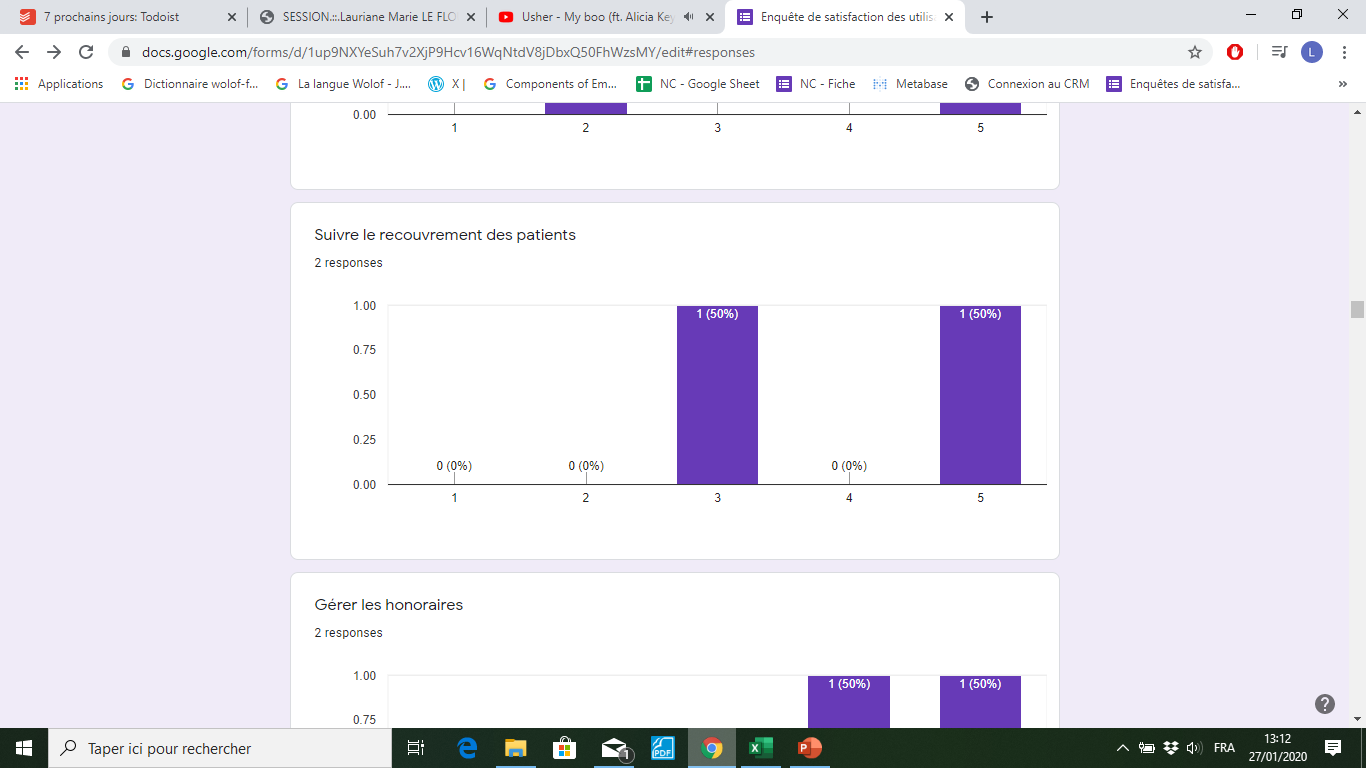 7 prochains jours: Todoist
SESSION.::.Lauriane Marie LE FLO
Usher - My boo (ft. Alicia Key
Enquête de satisfaction des utilis
docs.google.com/forms/d/1up9NXYeSuh7v2XjP9Hcv16WqNtdV8jDbxQ50FhWzsMY/edit#responses
L
Applications
Dictionnaire wolof-f...
La langue Wolof - J....
X |
Components of Em...
NC - Google Sheet
NC - Fiche
Metabase
Connexion au CRM
Enquêtes de satisfa...
»
0.00
1 2 3 4 5
Suivre le recouvrement des patients
2 responses
1.00
0.75
0.50
0.25
0.00
0 (0%) 0 (0%) 1 (50%) 0 (0%) 1 (50%)
1 2 3 4 5
Gérer les honoraires
2 responses
1.00
0.75
1 (50%) 1 (50%)
Taper ici pour rechercher
1
PDF
FRA
13:12
27/01/2020